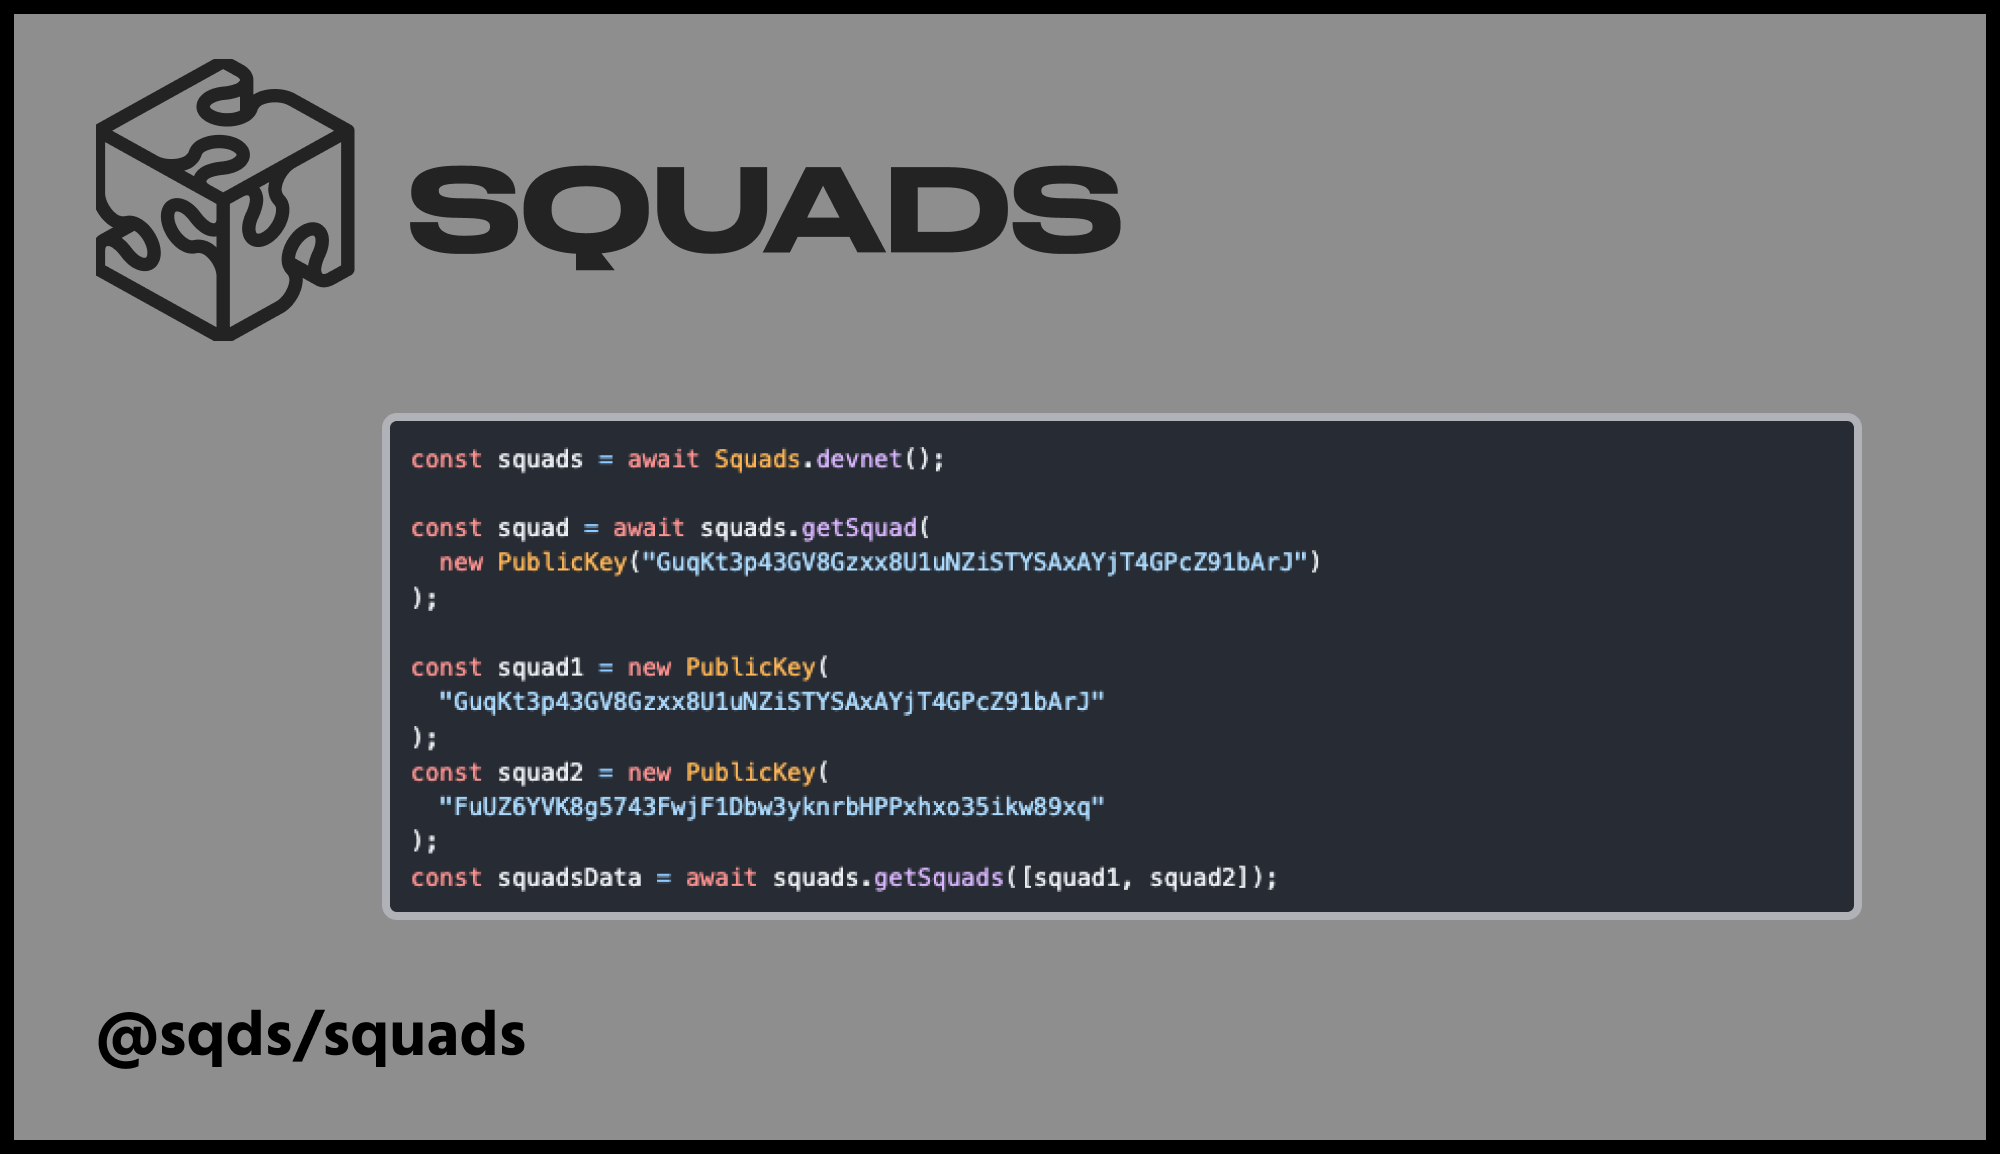 SQUADS
const squads = await Squads.devnet();
const squad = await squads.getSquad(
new PublicKey("GuqKt3p43GV8Gzxx8U1uNZiSTYSAxAYjT4GPcZ91bArJ")
);
const squad1 = new PublicKey(
"GuqKt3p43GV8Gzxx8U1uNZiSTYSAxAYjT4GPcZ91bArJ"
);
const squad2 = new PublicKey(
"FuUZ6YVK8g5743FwjF1Dbw3yknrbHPPxhxo35ikw89xq"
);
const squadsData = await squads.getSquads([squad1, squad2]);
@sqds/squads